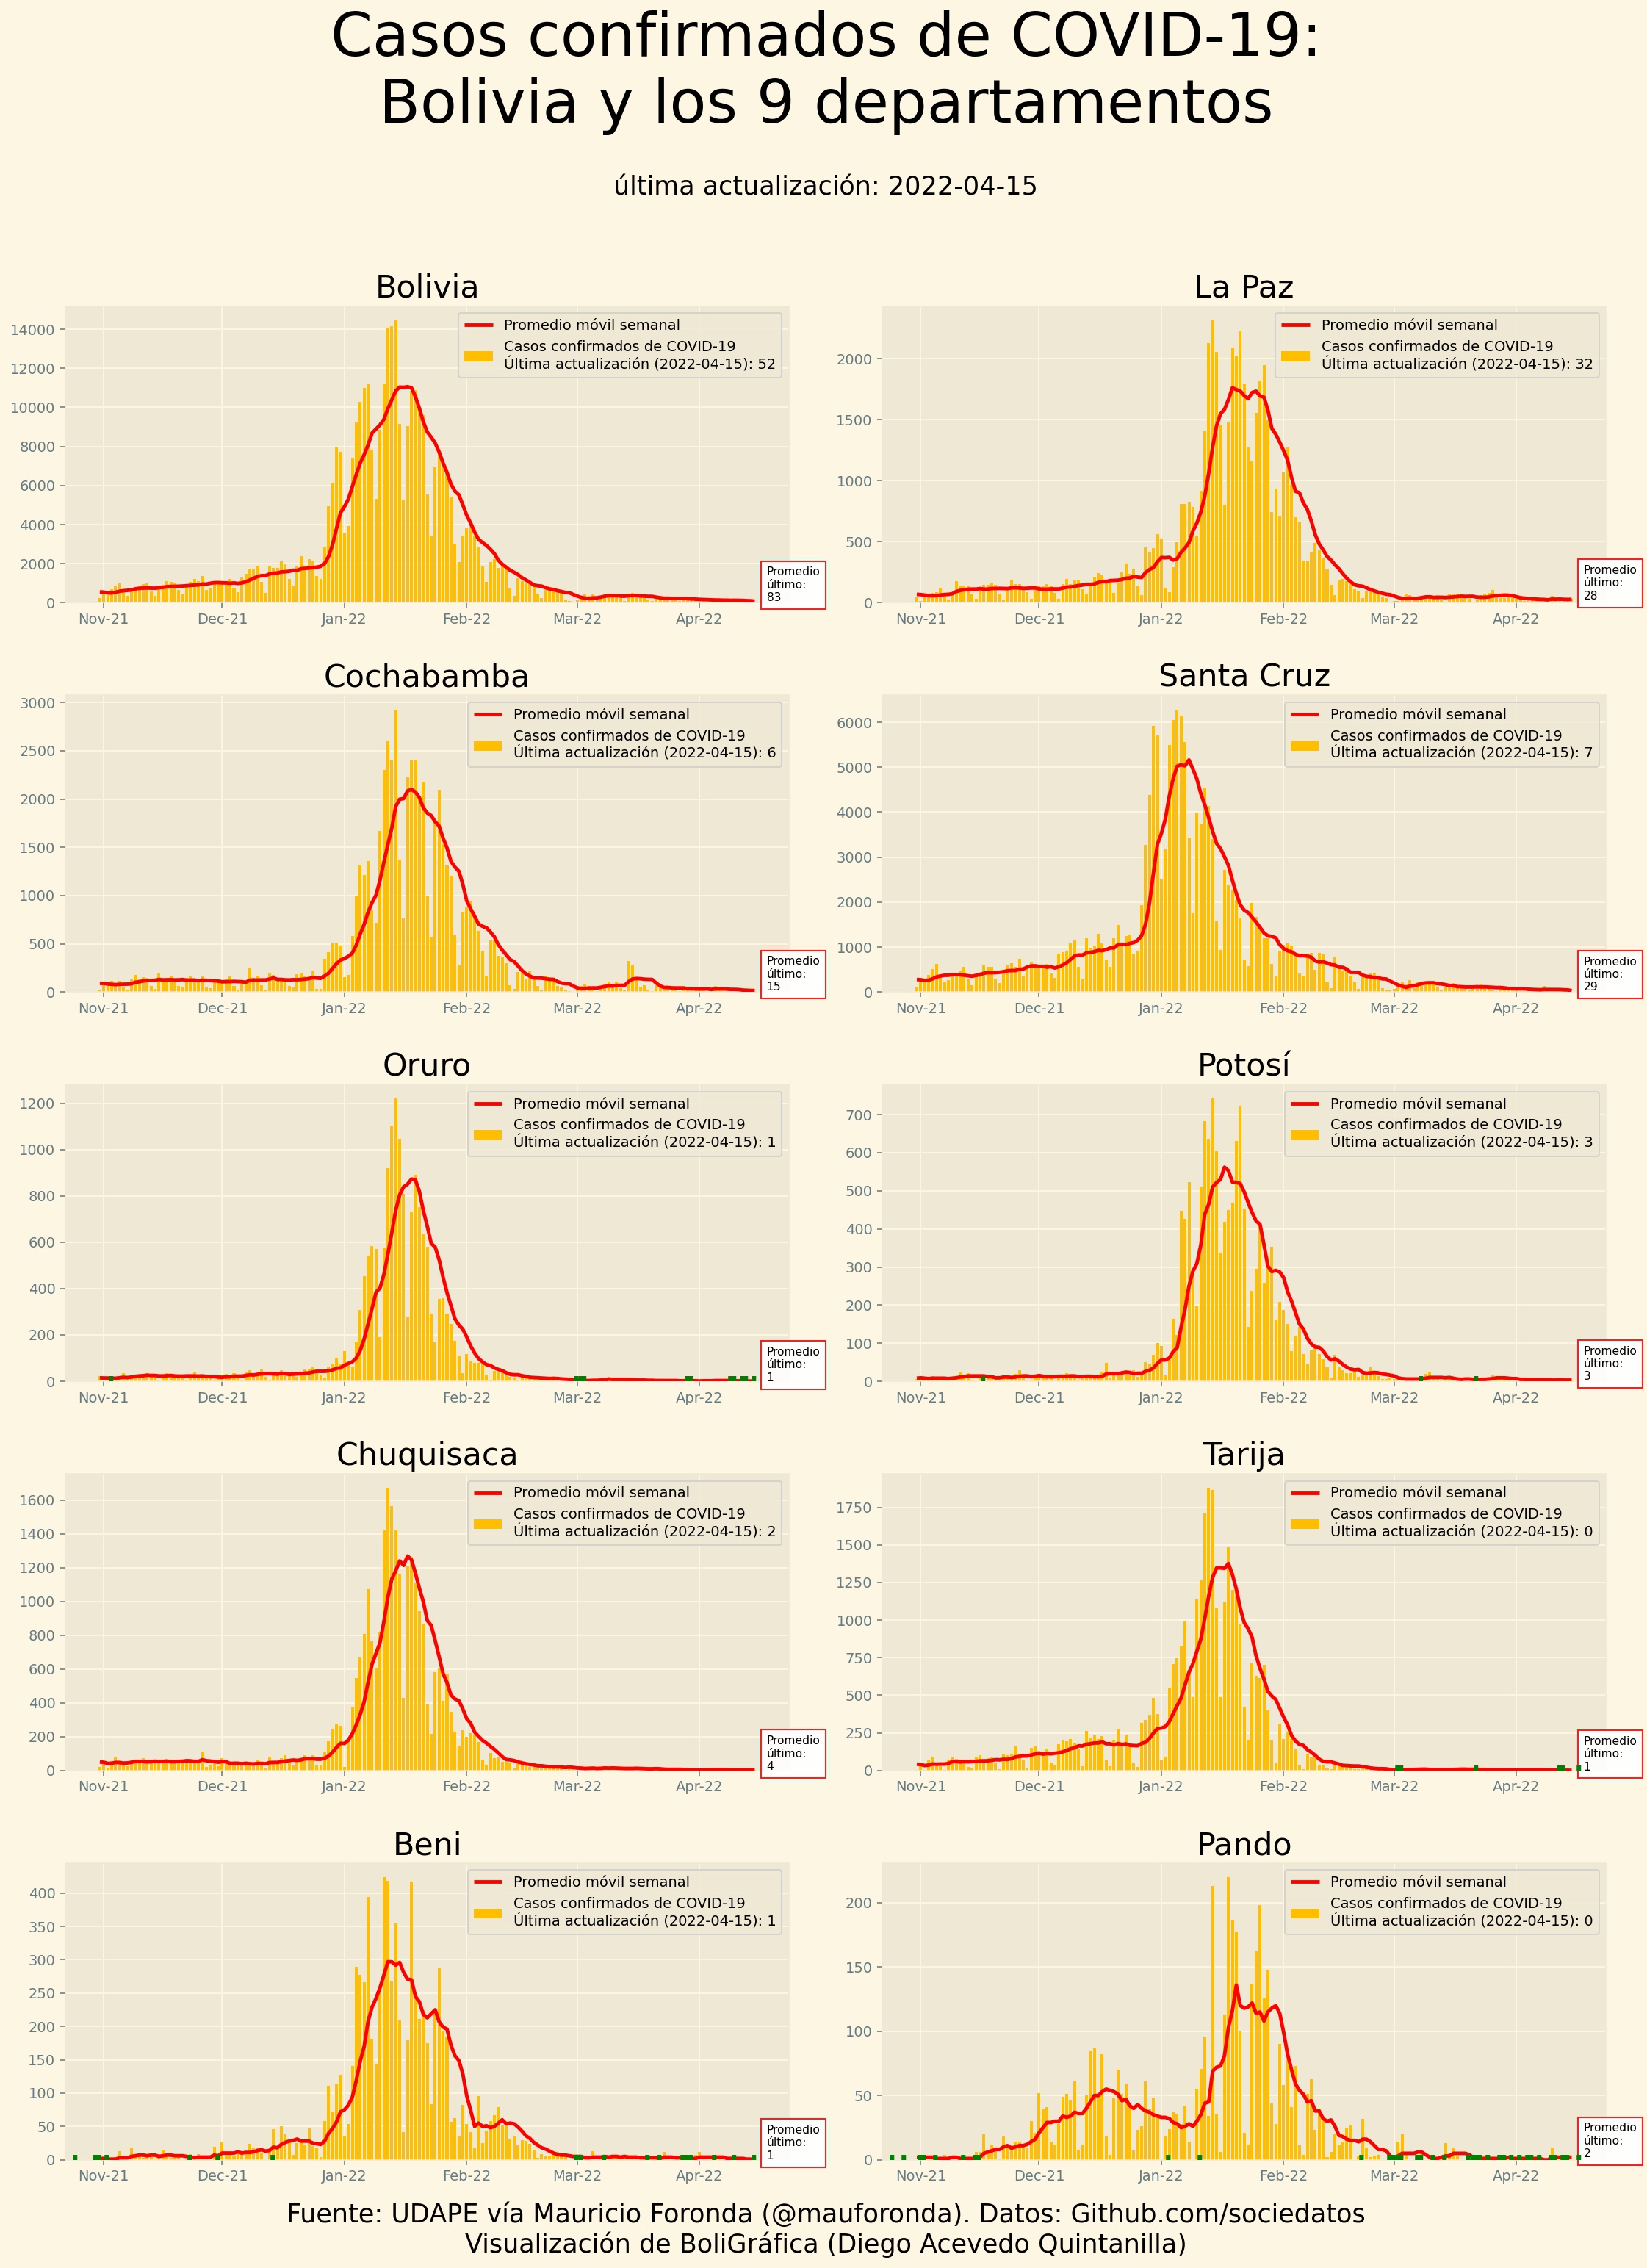 Casos confirmados de COVID-19:
Bolivia y los 9 departamentos
última actualización: 2022-04-15
Bolivia
Promedio móvil semanal
Casos confirmados de COVID-19
Última actualización (2022-04-15): 52
14000
12000
10000
8000
6000
4000
2000
0
Promedio
último:
83
Nov-21 Dec-21 Jan-22 Feb-22 Mar-22 Apr-22
La Paz
Promedio móvil semanal
Casos confirmados de COVID-19
Última actualización (2022-04-15): 32
2000
1500
1000
500
0
Promedio
último:
28
Nov-21 Dec-21 Jan-22 Feb-22 Mar-22 Apr-22
Cochabamba
Promedio móvil semanal
Casos confirmados de COVID-19
Última actualización (2022-04-15): 6
3000
2500
2000
1500
1000
500
0
Promedio
último:
15
Nov-21 Dec-21 Jan-22 Feb-22 Mar-22 Apr-22
Santa Cruz
Promedio móvil semanal
Casos confirmados de COVID-19
Última actualización (2022-04-15): 7
6000
5000
4000
3000
2000
1000
0
Promedio
último:
29
Nov-21 Dec-21 Jan-22 Feb-22 Mar-22 Apr-22
Oruro
Promedio móvil semanal
Casos confirmados de COVID-19
Última actualización (2022-04-15): 1
1200
1000
800
600
400
200
0
Promedio
último:
1
Nov-21 Dec-21 Jan-22 Feb-22 Mar-22 Apr-22
Potosí
Promedio móvil semanal
Casos confirmados de COVID-19
Última actualización (2022-04-15): 3
700
600
500
400
300
200
100
0
Promedio
último:
3
Nov-21 Dec-21 Jan-22 Feb-22 Mar-22 Apr-22
Chuquisaca
Promedio móvil semanal
Casos confirmados de COVID-19
Última actualización (2022-04-15): 2
1600
1400
1200
1000
800
600
400
200
0
Promedio
último:
4
Nov-21 Dec-21 Jan-22 Feb-22 Mar-22 Apr-22
Tarija
Promedio móvil semanal
Casos confirmados de COVID-19
Última actualización (2022-04-15): 0
1750
1500
1250
1000
750
500
250
0
Promedio
último:
1
Nov-21 Dec-21 Jan-22 Feb-22 Mar-22 Apr-22
Beni
Promedio móvil semanal
Casos confirmados de COVID-19
Última actualización (2022-04-15): 1
400
350
300
250
200
150
100
50
0
Promedio
último:
1
Nov-21 Dec-21 Jan-22 Feb-22 Mar-22 Apr-22
Pando
Promedio móvil semanal
Casos confirmados de COVID-19
Última actualización (2022-04-15): 0
200
150
100
50
0
Promedio
último:
2
Nov-21 Dec-21 Jan-22 Feb-22 Mar-22 Apr-22
Fuente: UDAPE vía Mauricio Foronda (@mauforonda). Datos: Github.com/sociedatos
Visualización de BoliGráfica (Diego Acevedo Quintanilla)